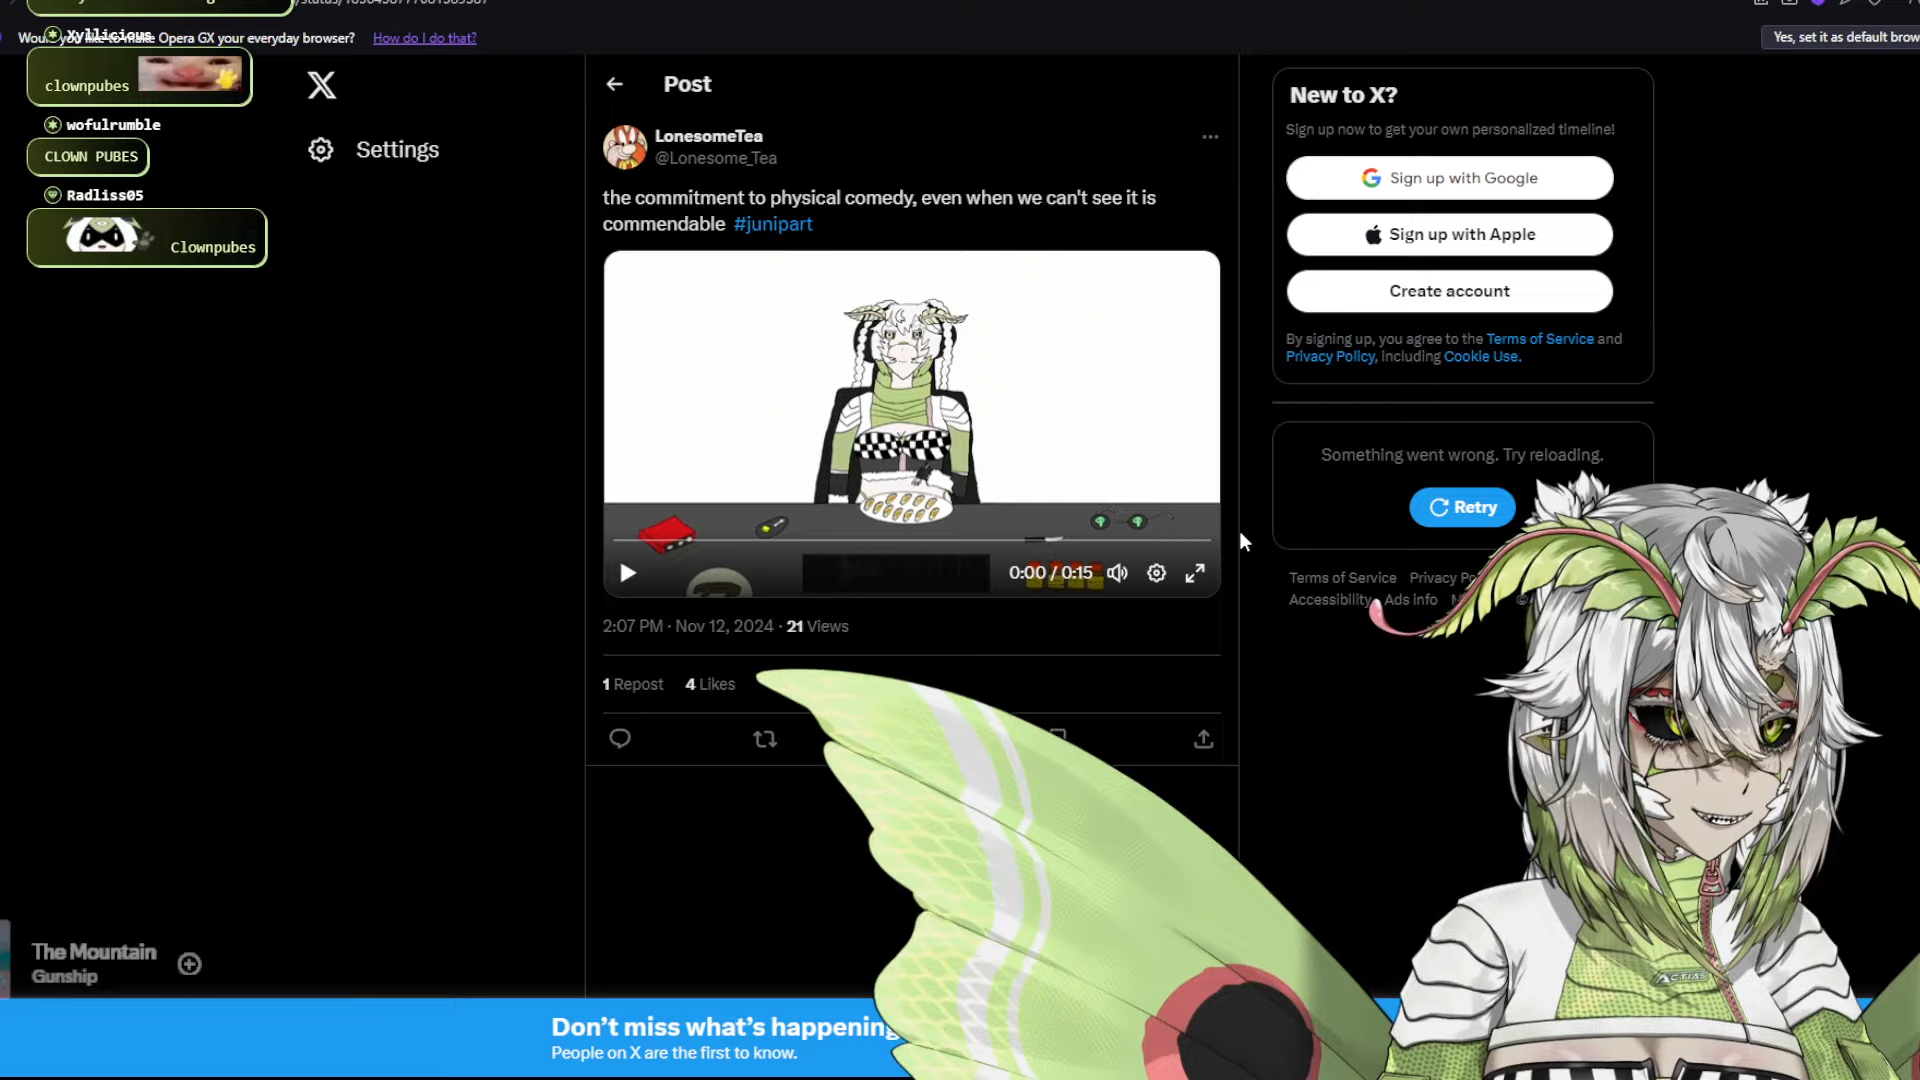 Would you like to make Opera GX your everyday browser?
How do I do that?
Yes, set it as default brow
Xyllicious
clownpubes
wofulrumble
CLOWN PUBES
Radliss05
Clownpubes
Settings
Post
LonesomeTea
@Lonesome_Tea
the commitment to physical comedy, even when we can't see it is
commendable #junipart
0:00 / 0:15
2:07 PM · Nov 12, 2024 · 21 Views
1 Repost 4 Likes
New to X?
Sign up now to get your own personalized timeline!
Sign up with Google
Sign up with Apple
Create account
By signing up, you agree to the Terms of Service and
Privacy Policy, including Cookie Use.
Something went wrong. Try reloading.
Retry
Terms of Service Privacy
Accessibility Ads info
ACTIAS
The Mountain
Gunship
Don't miss what's happening
People on X are the first to know.